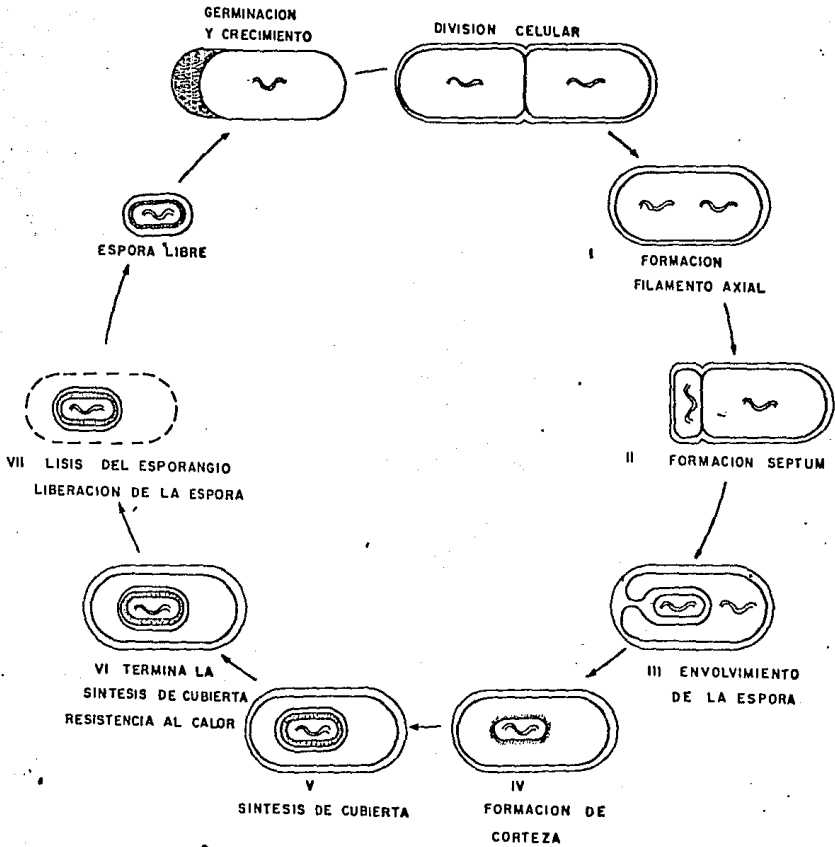 GERMINACION
Y CRECIMIENTO
DIVISION CELULAR
I
FORMACION
FILAMENTO AXIAL
II FORMACION SEPTUM
III ENVOLVIMIENTO
DE LA ESPORA
IV
FORMACION DE
CORTEZA
V
SINTESIS DE CUBIERTA
VI TERMINA LA
SINTESIS DE CUBIERTA
RESISTENCIA AL CALOR
VII LISIS DEL ESPORANGIO
LIBERACION DE LA ESPORA
ESPORA LIBRE